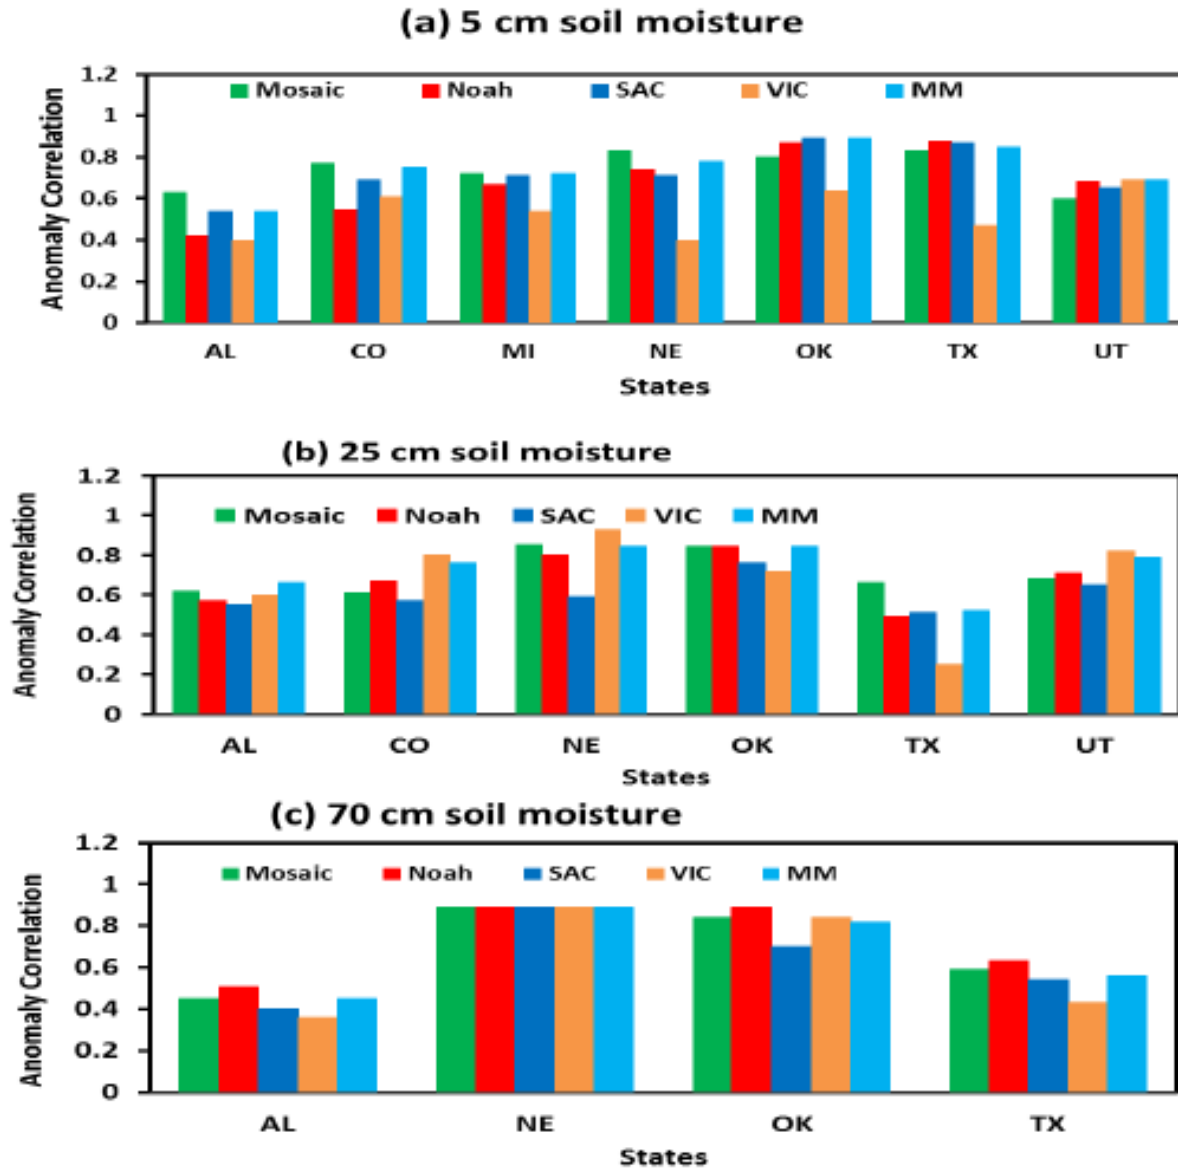 (a) 5 cm soil moisture
1.2
1
0.8
0.6
0.4
0.2
0
Anomaly Correlation
Mosaic Noah SAC VIC MM
AL CO MI NE OK TX UT
States
(b) 25 cm soil moisture
1.2
1
0.8
0.6
0.4
0.2
0
Anomaly Correlation
Mosaic Noah SAC VIC MM
AL CO NE OK TX UT
States
(c) 70 cm soil moisture
1.2
1
0.8
0.6
0.4
0.2
0
Anomaly Correlation
Mosaic Noah SAC VIC MM
AL NE OK TX
States